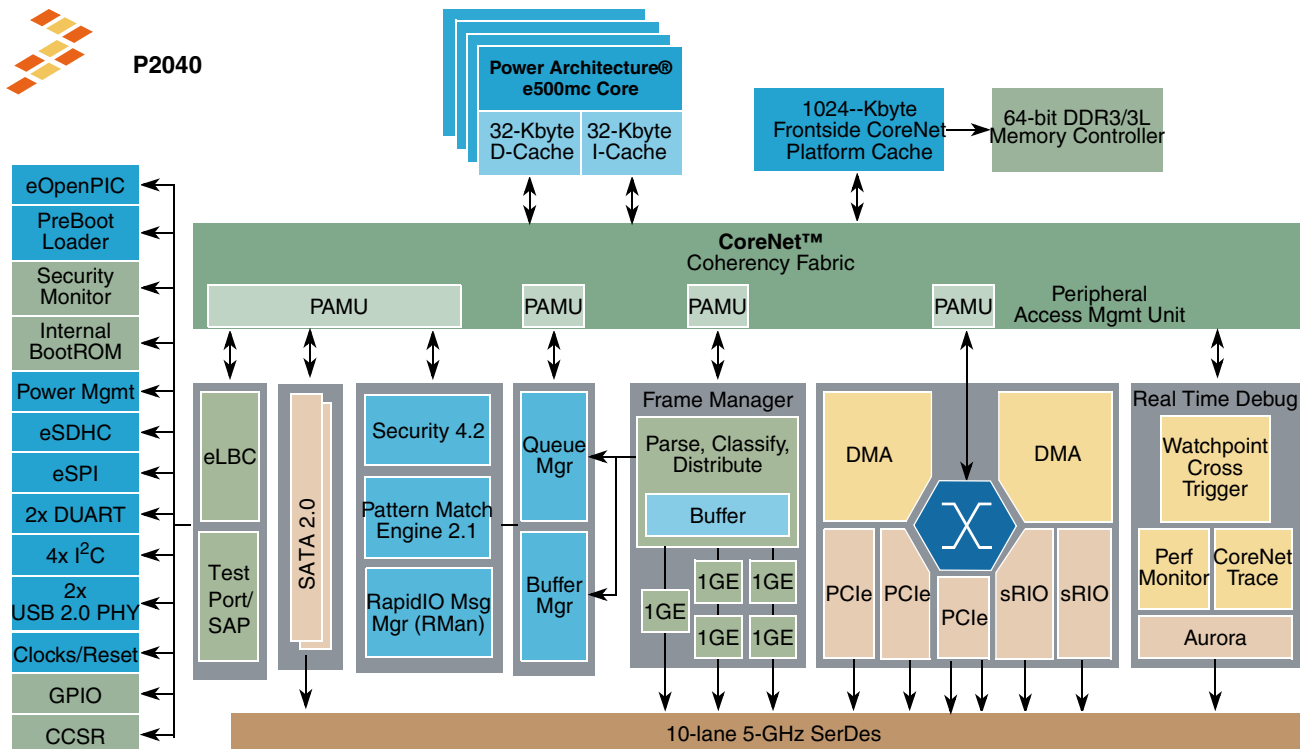 P2040
Power Architecture®
e500mc Core
32-Kbyte
D-Cache
32-Kbyte
I-Cache
1024--Kbyte
Frontside CoreNet
Platform Cache
64-bit DDR3/3L
Memory Controller
eOpenPIC
PreBoot
Loader
Security
Monitor
Internal
BootROM
Power Mgmt
eSDHC
eSPI
2x DUART
4x I²C
2x
USB 2.0 PHY
Clocks/Reset
GPIO
CCSR
CoreNet™
Coherency Fabric
PAMU
PAMU
PAMU
PAMU
Peripheral
Access Mgmt Unit
eLBC
Test
Port/
SAP
SATA 2.0
Security 4.2
Pattern Match
Engine 2.1
RapidIO Msg
Mgr (RMan)
Queue
Mgr
Buffer
Mgr
Frame Manager
Parse, Classify,
Distribute
Buffer
1GE
1GE
1GE
1GE
1GE
DMA
DMA
PCIe
PCIe
PCIe
sRIO
sRIO
Real Time Debug
Watchpoint
Cross
Trigger
Perf
Monitor
CoreNet
Trace
Aurora
10-lane 5-GHz SerDes